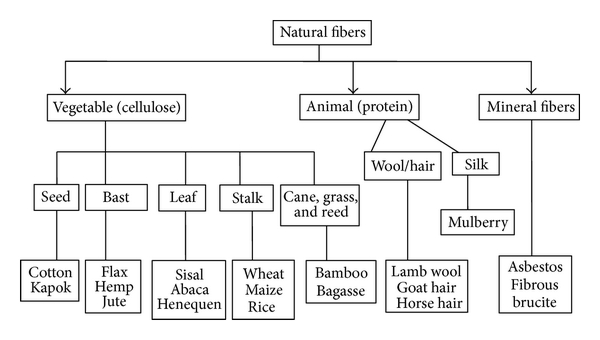 Natural fibers
Vegetable (cellulose)
Animal (protein)
Mineral fibers
Wool/hair
Silk
Seed
Bast
Leaf
Stalk
Cane, grass,
and reed
Mulberry
Cotton
Kapok
Flax
Hemp
Jute
Sisal
Abaca
Henequen
Wheat
Maize
Rice
Bamboo
Bagasse
Lamb wool
Goat hair
Horse hair
Asbestos
Fibrous
brucite